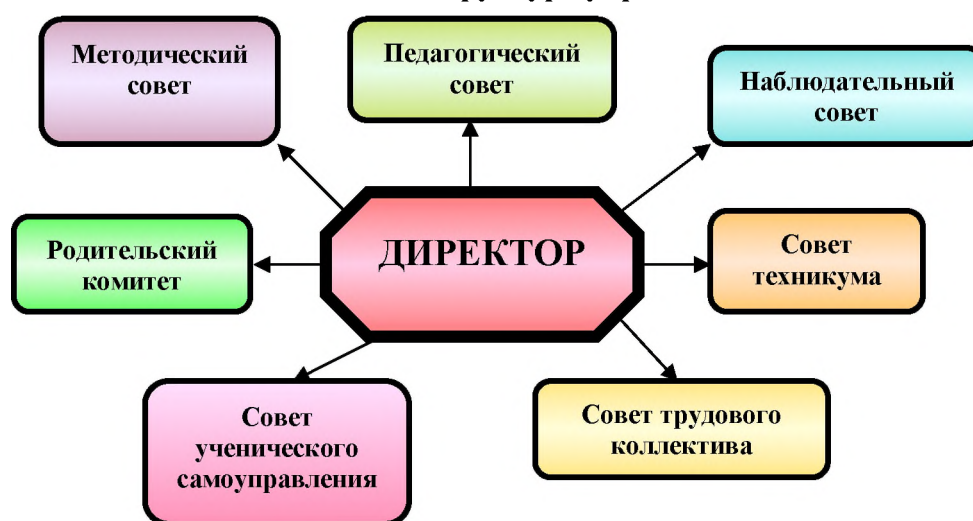 Методический
совет
Педагогический
совет
Наблюдательный
совет
Родительский
комитет
ДИРЕКТОР
Совет
техникума
Совет
ученического
самоуправления
Совет трудового
коллектива